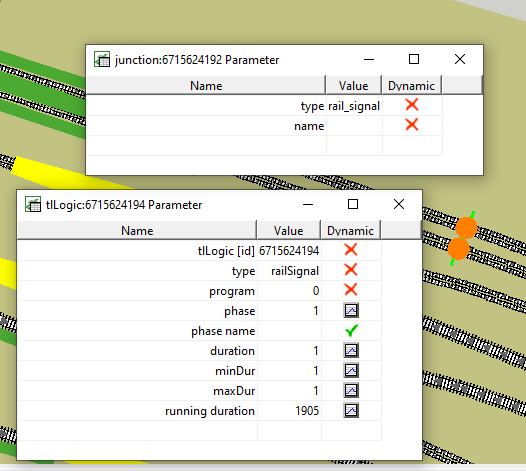 junction:6715624192 Parameter
Name Value Dynamic
type rail_signal
name
tlLogic:6715624194 Parameter
Name Value Dynamic
tlLogic [id] 6715624194
type railSignal
program 0
phase 1
phase name
duration 1
minDur 1
maxDur 1
running duration 1905